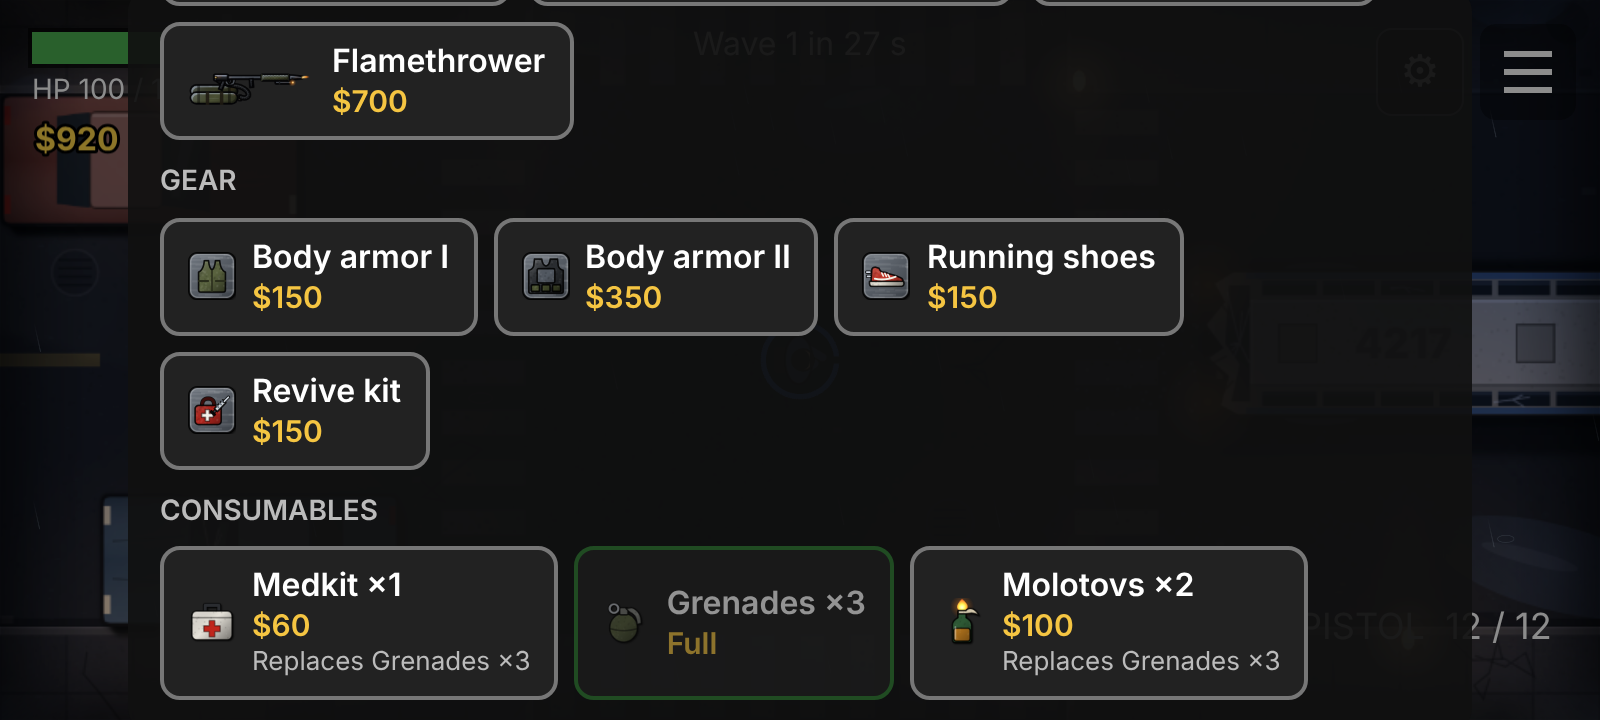 Wave 1 in 27 s
Flamethrower
$700
HP 100 / 1
$920
GEAR
Body armor I
$150
Body armor II
$350
Running shoes
$150
4217
Revive kit
$150
CONSUMABLES
Medkit ×1
$60
Replaces Grenades ×3
Grenades ×3
Full
Molotovs ×2
$100
Replaces Grenades ×3
PISTOL 12 / 12